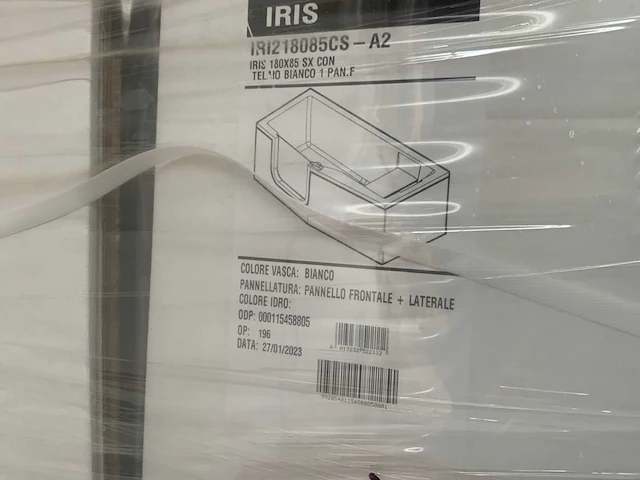 IRIS
IRI218085CS-A2
IRIS 180X85 SX CON
TELAIO BIANCO 1 PAN.F
COLORE VASCA: BIANCO
PANNELLATURA: PANNELLO FRONTALE + LATERALE
COLORE IDRO:
ODP: 000115458805
OP: 196
DATA: 27/01/2023